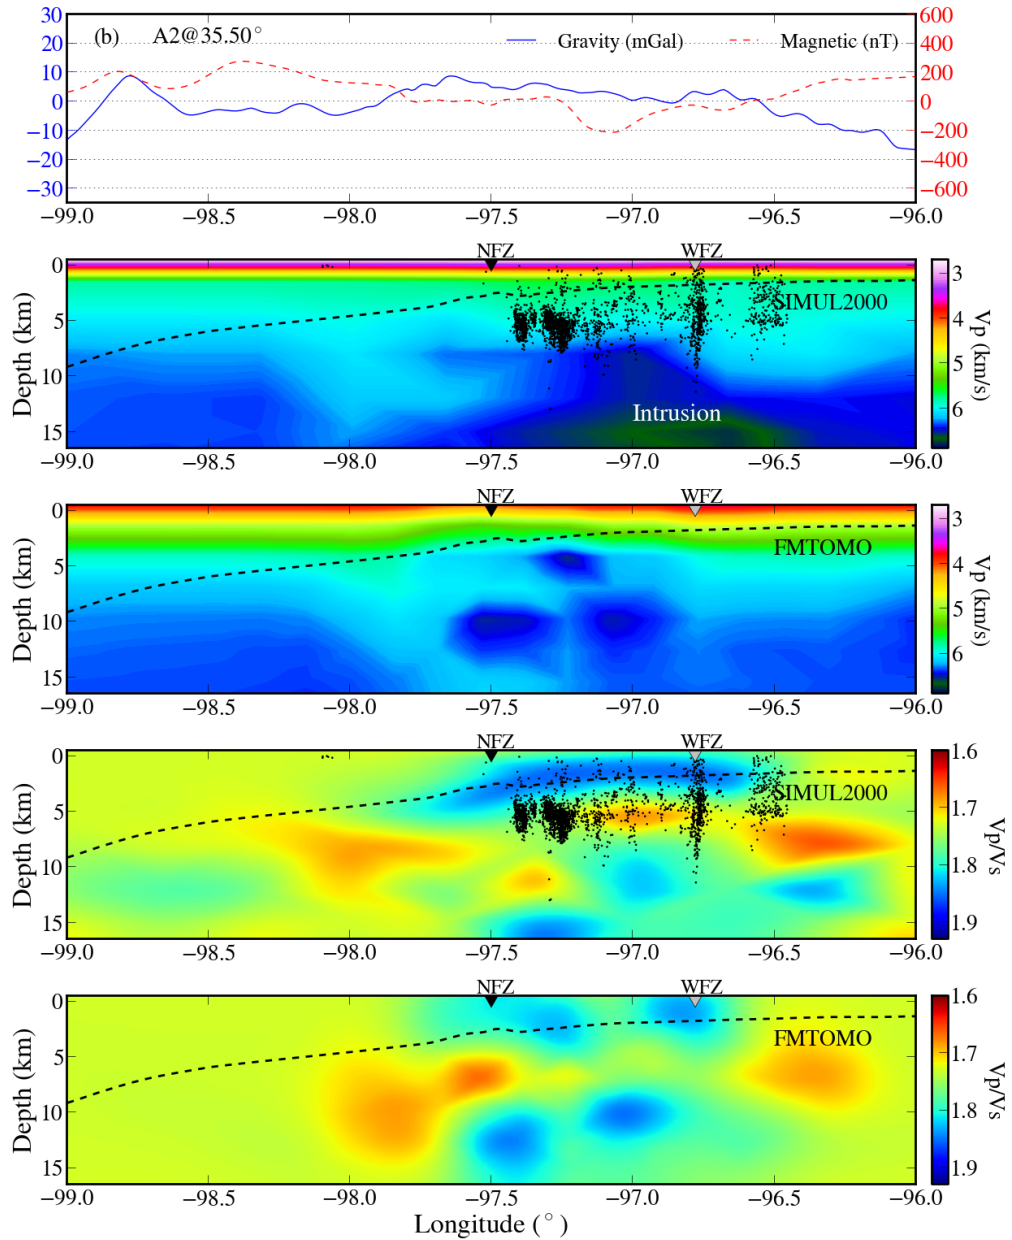 (b) A2@35.50°
Gravity (mGal) Magnetic (nT)
30
20
10
0
−10
−20
−30
600
400
200
0
−200
−400
−600
−99.0 −98.5 −98.0 −97.5 −97.0 −96.5 −96.0
NFZ WFZ
Depth (km)
0
5
10
15
SIMUL2000
Intrusion
3
4
5
6
Vp (km/s)
−99.0 −98.5 −98.0 −97.5 −97.0 −96.5 −96.0
NFZ WFZ
Depth (km)
0
5
10
15
FMTOMO
3
4
5
6
Vp (km/s)
−99.0 −98.5 −98.0 −97.5 −97.0 −96.5 −96.0
NFZ WFZ
Depth (km)
0
5
10
15
SIMUL2000
1.6
1.7
1.8
1.9
Vp/Vs
−99.0 −98.5 −98.0 −97.5 −97.0 −96.5 −96.0
NFZ WFZ
Depth (km)
0
5
10
15
FMTOMO
1.6
1.7
1.8
1.9
Vp/Vs
−99.0 −98.5 −98.0 −97.5 −97.0 −96.5 −96.0
Longitude (°)